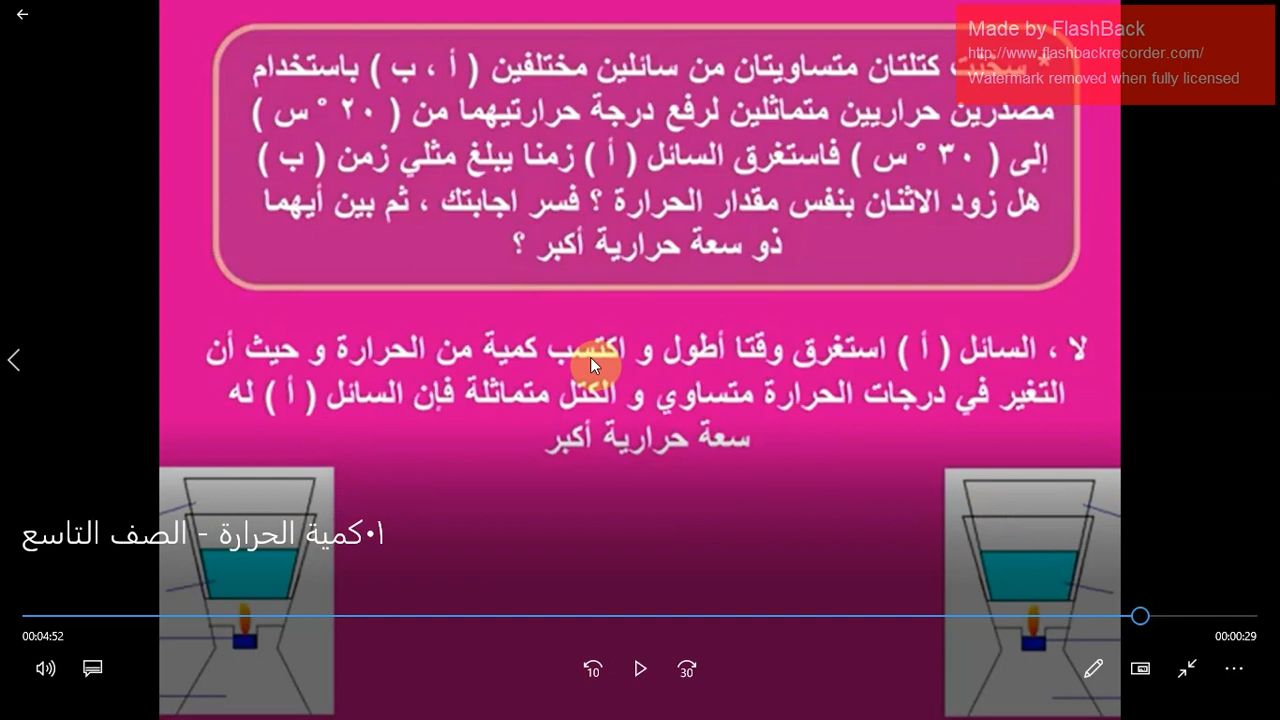 Made by FlashBack
http://www.flashbackrecorder.com/
Watermark removed when fully licensed
* سخنت كتلتان متساويتان من سائلين مختلفين ( أ ، ب ) باستخدام
مصدرين حراريين متماثلين لرفع درجة حرارتيهما من ( ٢٠ ° س )
إلى ( ٣٠ ° س ) فاستغرق السائل ( أ ) زمنا يبلغ مثلي زمن ( ب )
هل زود الاثنان بنفس مقدار الحرارة ؟ فسر اجابتك ، ثم بين أيهما
ذو سعة حرارية أكبر ؟
لا ، السائل ( أ ) استغرق وقتا أطول و اكتسب كمية من الحرارة و حيث أن
التغير في درجات الحرارة متساوي و الكتل متماثلة فإن السائل ( أ ) له
سعة حرارية أكبر
١•كمية الحرارة - الصف التاسع
00:04:52
00:00:29
10
30